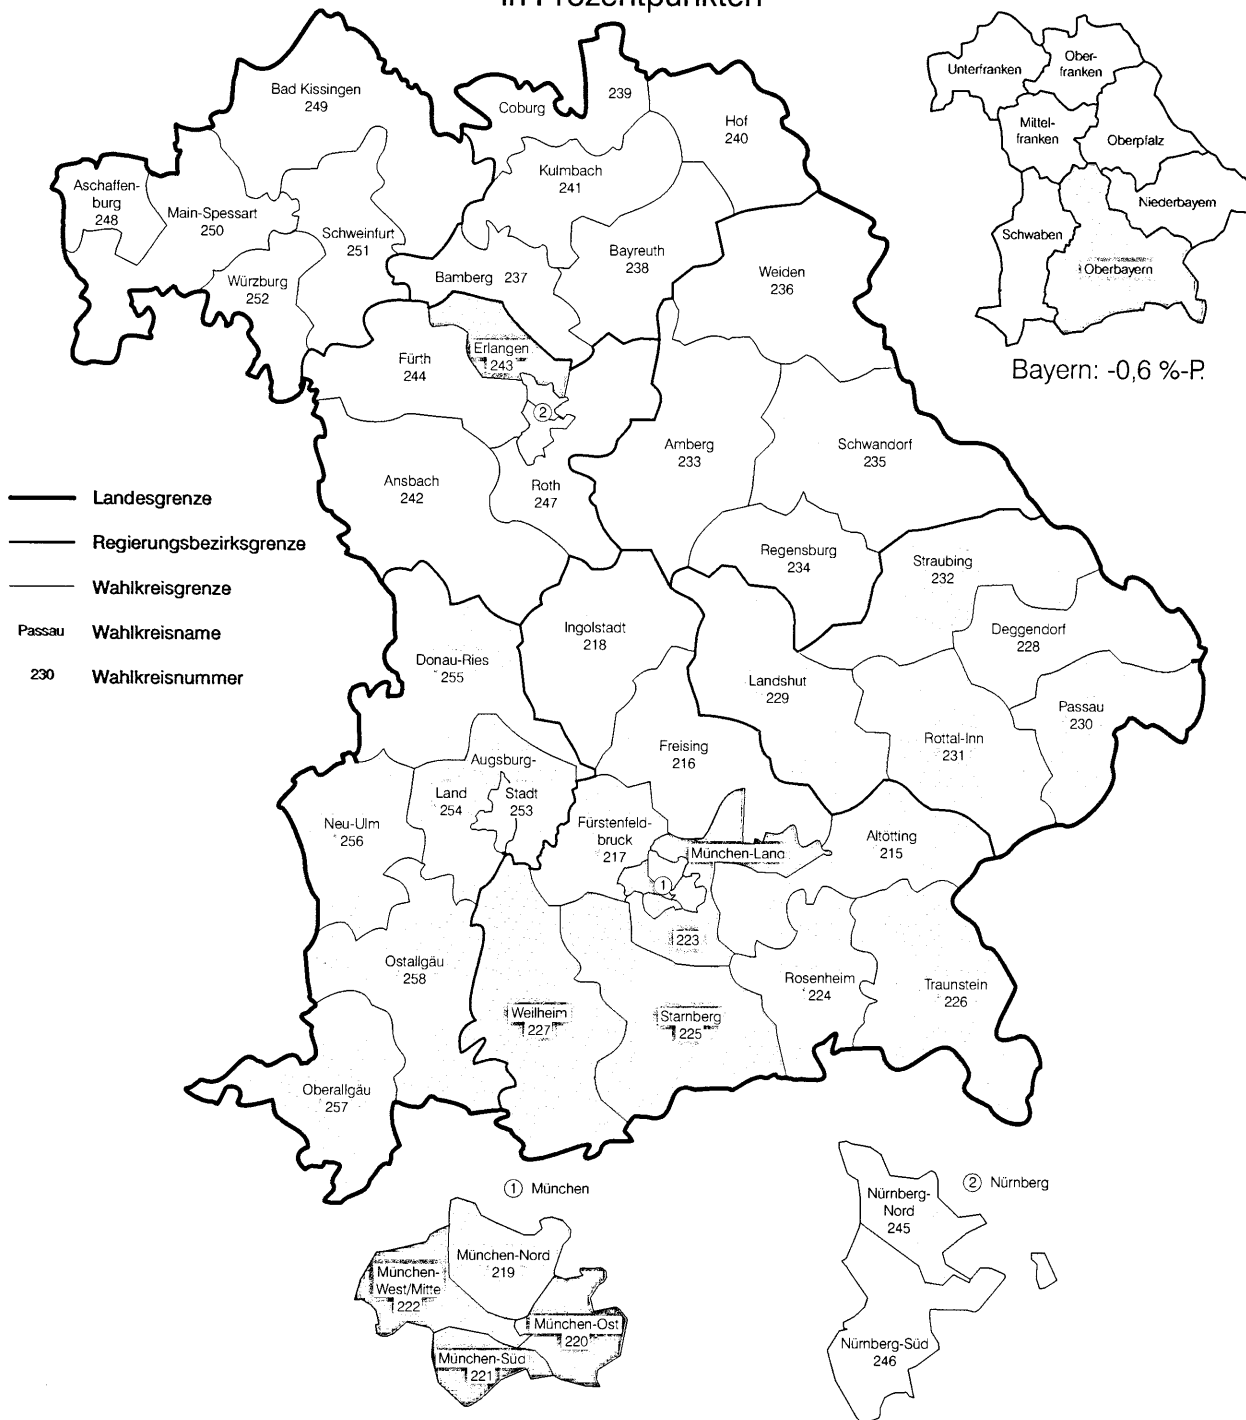 in Prozentpunkten
Bad Kissingen
249
Coburg
239
Hof
240
Kulmbach
241
Aschaffen-
burg
248
Main-Spessart
250
Schweinfurt
251
Würzburg
252
Bamberg 237
Bayreuth
238
Weiden
236
Fürth
244
Erlangen
243
2
Amberg
233
Schwandorf
235
Ansbach
242
Roth
247
Regensburg
234
Straubing
232
Deggendorf
228
Ingolstadt
218
Donau-Ries
255
Landshut
229
Passau
230
Rottal-Inn
231
Freising
216
Augsburg-
Land
254
Stadt
253
Neu-Ulm
256
Fürstenfeld-
bruck
217
München-Land
1
223
Altötting
215
Ostallgäu
258
Weilheim
227
Starnberg
225
Rosenheim
224
Traunstein
226
Oberallgäu
257
Landesgrenze
Regierungsbezirksgrenze
Wahlkreisgrenze
Passau Wahlkreisname
230 Wahlkreisnummer
Unterfranken
Ober-
franken
Mittel-
franken
Oberpfalz
Niederbayern
Schwaben
Oberbayern
Bayern: -0,6 %-P.
1 München
München-Nord
219
München-
West/Mitte
222
München-Ost
220
München-Süd
221
2 Nürnberg
Nürnberg-
Nord
245
Nürnberg-Süd
246